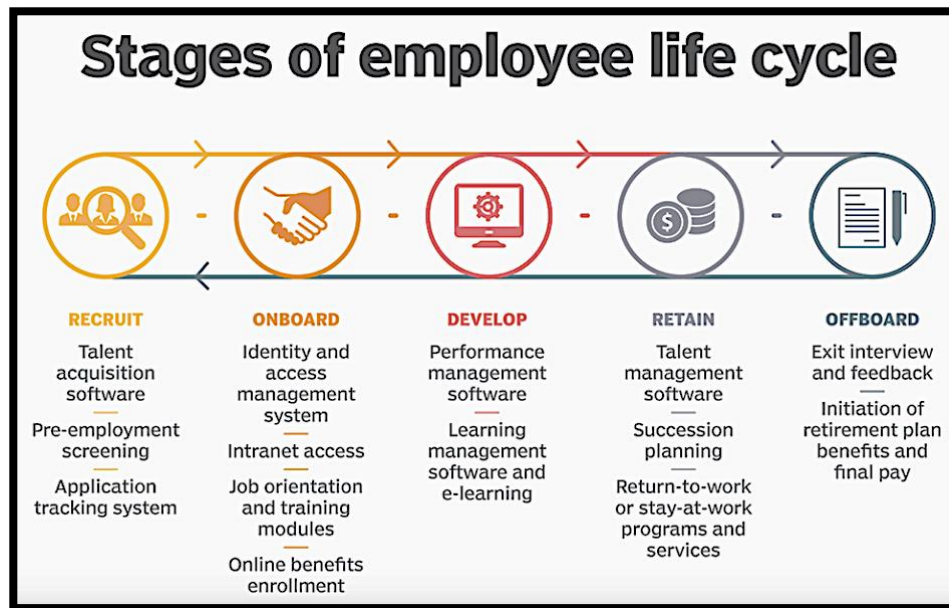 Stages of employee life cycle
$
RECRUIT
Talent
acquisition
software
Pre-employment
screening
Application
tracking system
ONBOARD
Identity and
access
management
system
Intranet access
Job orientation
and training
modules
Online benefits
enrollment
DEVELOP
Performance
management
software
Learning
management
software and
e-learning
RETAIN
Talent
management
software
Succession
planning
Return-to-work
or stay-at-work
programs and
services
OFFBOARD
Exit interview
and feedback
Initiation of
retirement plan
benefits and
final pay